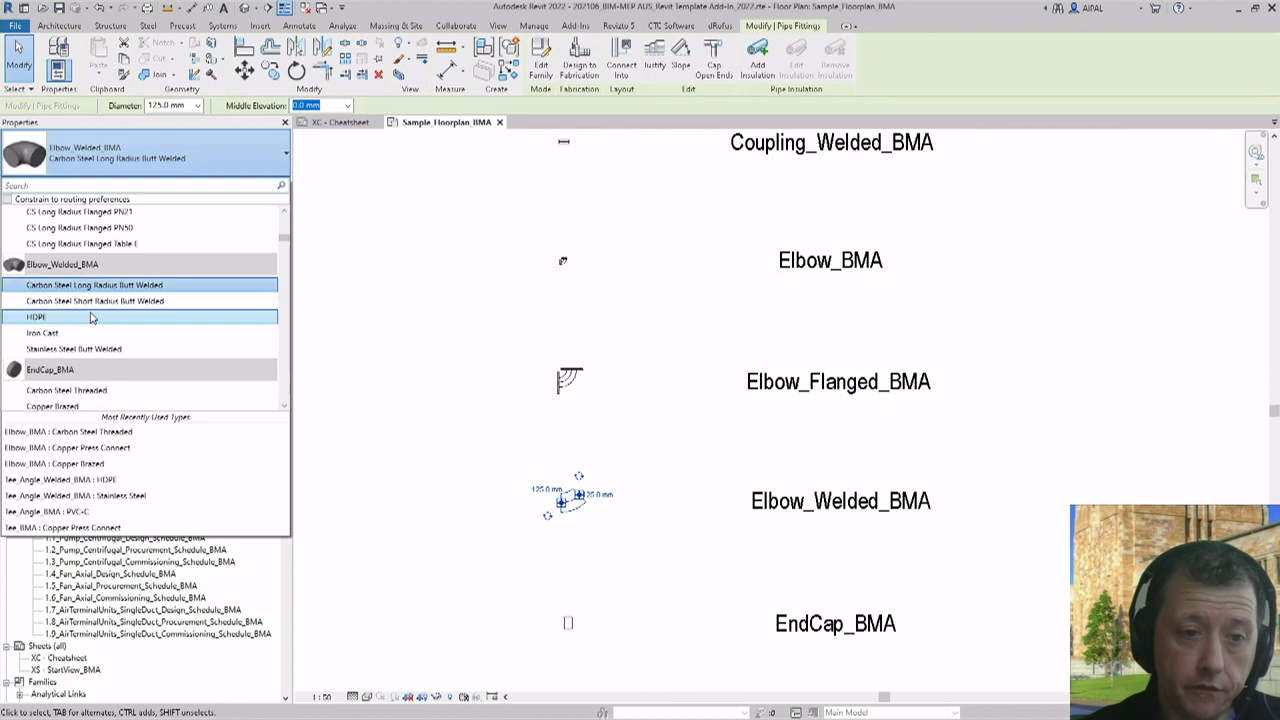 Autodesk Revit 2022 - 202106_BIM-MEP AUS_Revit Template Add-In_2022.rte - Floor Plan: Sample_Floorplan_BMA
AIPAL
File
Architecture
Structure
Steel
Precast
Systems
Insert
Annotate
Analyze
Massing & Site
Collaborate
View
Manage
Add-Ins
Revizto 5
CTC Software
dRofus
Modify | Pipe Fittings
Modify
Properties
Paste
Notch
Cut
Join
Edit Family
Design to Fabrication
Connect Into
Justify
Slope
Cap Open Ends
Add Insulation
Edit Insulation
Remove Insulation
Select
Properties
Clipboard
Geometry
Modify
View
Measure
Create
Mode
Fabrication
Layout
Edit
Pipe Insulation
Modify | Pipe Fittings
Diameter: 125.0 mm
Middle Elevation: 0.0 mm
Properties
XC - Cheatsheet
Sample_Floorplan_BMA
Elbow_Welded_BMA
Carbon Steel Long Radius Butt Welded
Search
Constrain to routing preferences
CS Long Radius Flanged PN21
CS Long Radius Flanged PN50
CS Long Radius Flanged Table E
Elbow_Welded_BMA
Carbon Steel Long Radius Butt Welded
Carbon Steel Short Radius Butt Welded
HDPE
Iron Cast
Stainless Steel Butt Welded
EndCap_BMA
Carbon Steel Threaded
Copper Brazed
Most Recently Used Types
Elbow_BMA : Carbon Steel Threaded
Elbow_BMA : Copper Press Connect
Elbow_BMA : Copper Brazed
Tee_Angle_Welded_BMA : HDPE
Tee_Angle_Welded_BMA : Stainless Steel
Tee_Angle_BMA : PVC-C
Tee_BMA : Copper Press Connect
1.1_Pump_Centrifugal_Design_Schedule_BMA
1.2_Pump_Centrifugal_Procurement_Schedule_BMA
1.3_Pump_Centrifugal_Commissioning_Schedule_BMA
1.4_Fan_Axial_Design_Schedule_BMA
1.5_Fan_Axial_Procurement_Schedule_BMA
1.6_Fan_Axial_Commissioning_Schedule_BMA
1.7_AirTerminalUnits_SingleDuct_Design_Schedule_BMA
1.8_AirTerminalUnits_SingleDuct_Procurement_Schedule_BMA
1.9_AirTerminalUnits_SingleDuct_Commissioning_Schedule_BMA
Sheets (all)
XC - Cheatsheet
XS - StartView_BMA
Families
Analytical Links
Coupling_Welded_BMA
Elbow_BMA
Elbow_Flanged_BMA
125.0 mm
25.0 mm
Elbow_Welded_BMA
EndCap_BMA
1 : 50
Click to select, TAB for alternates, CTRL adds, SHIFT unselects.
:0
Main Model